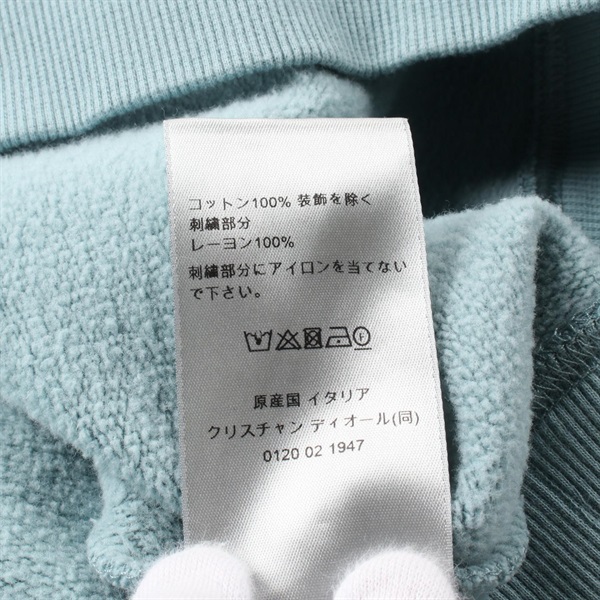 コットン100% 装飾を除く
刺繍部分
レーヨン100%
刺繍部分にアイロンを当てない
で下さい。
原産国 イタリア
クリスチャン ディオール(同)
0120 02 1947